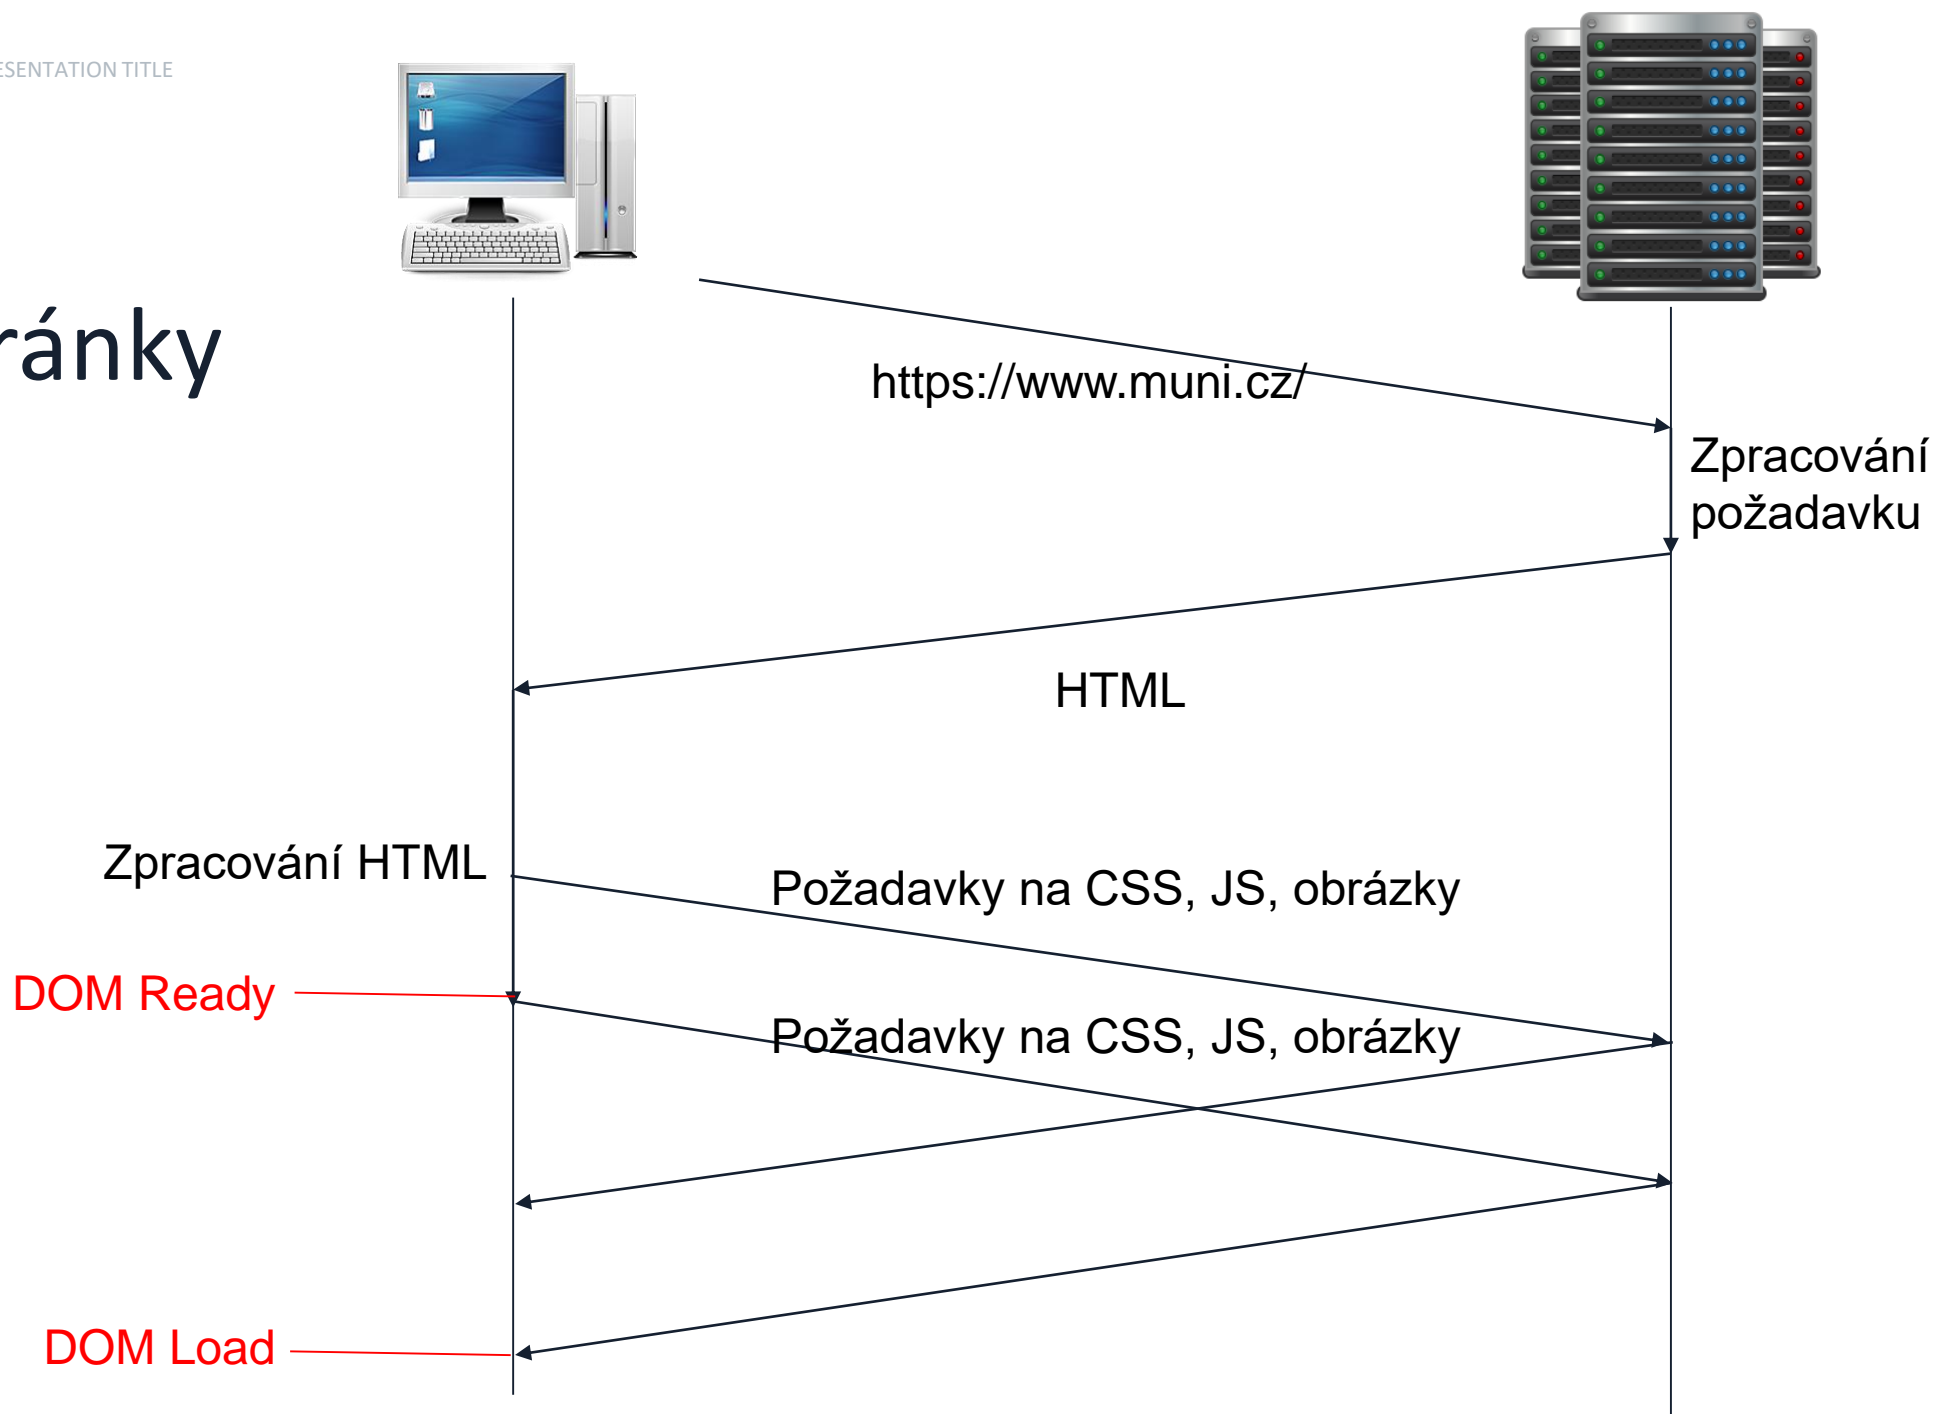 ESENTATION TITLE
ránky
https://www.muni.cz/
Zpracování
požadavku
HTML
Zpracování HTML
Požadavky na CSS, JS, obrázky
DOM Ready
Požadavky na CSS, JS, obrázky
DOM Load